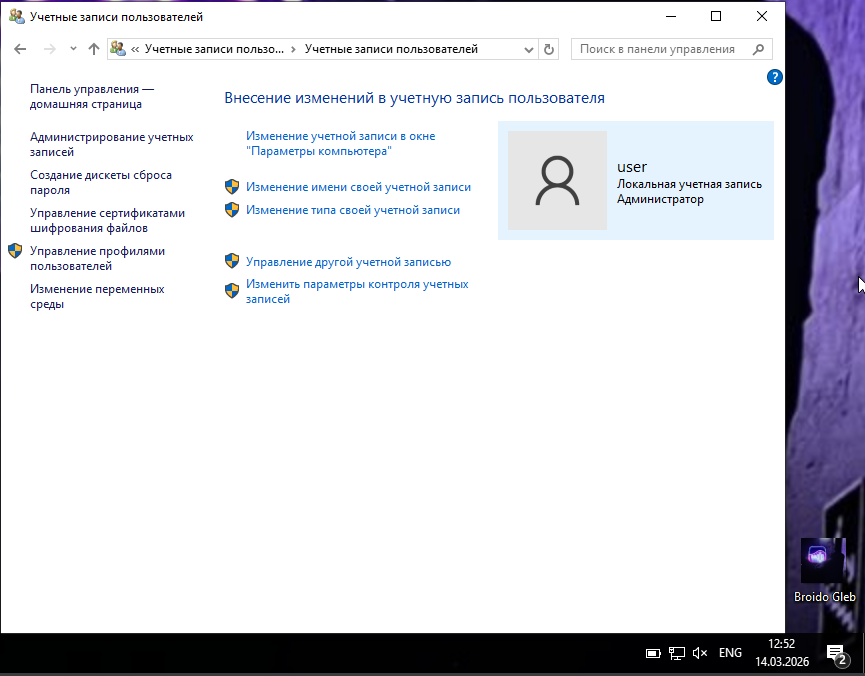 Учетные записи пользователей
« Учетные записи пользо... › Учетные записи пользователей
Поиск в панели управления
?
Панель управления —
домашняя страница
Администрирование учетных
записей
Создание дискеты сброса
пароля
Управление сертификатами
шифрования файлов
Управление профилями
пользователей
Изменение переменных
среды
Внесение изменений в учетную запись пользователя
Изменение учетной записи в окне
"Параметры компьютера"
Изменение имени своей учетной записи
Изменение типа своей учетной записи
Управление другой учетной записью
Изменить параметры контроля учетных
записей
user
Локальная учетная запись
Администратор
Broido Gleb
ENG
12:52
14.03.2026
2